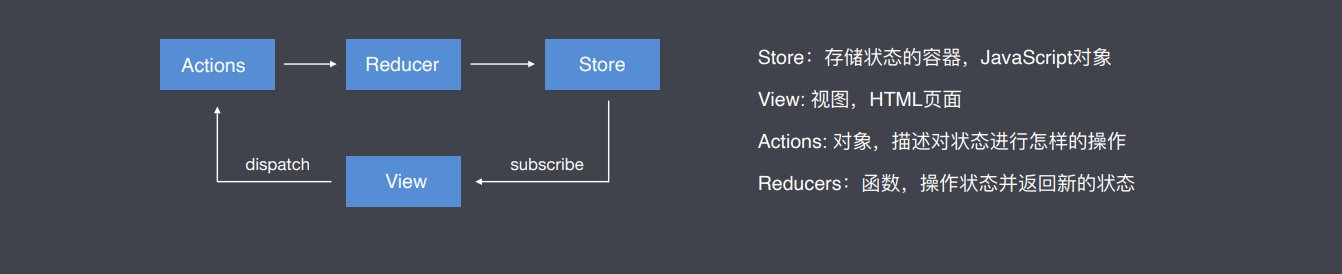 Actions
Reducer
Store
dispatch
subscribe
View
Store：存储状态的容器，JavaScript对象
View: 视图，HTML页面
Actions: 对象，描述对状态进行怎样的操作
Reducers：函数，操作状态并返回新的状态